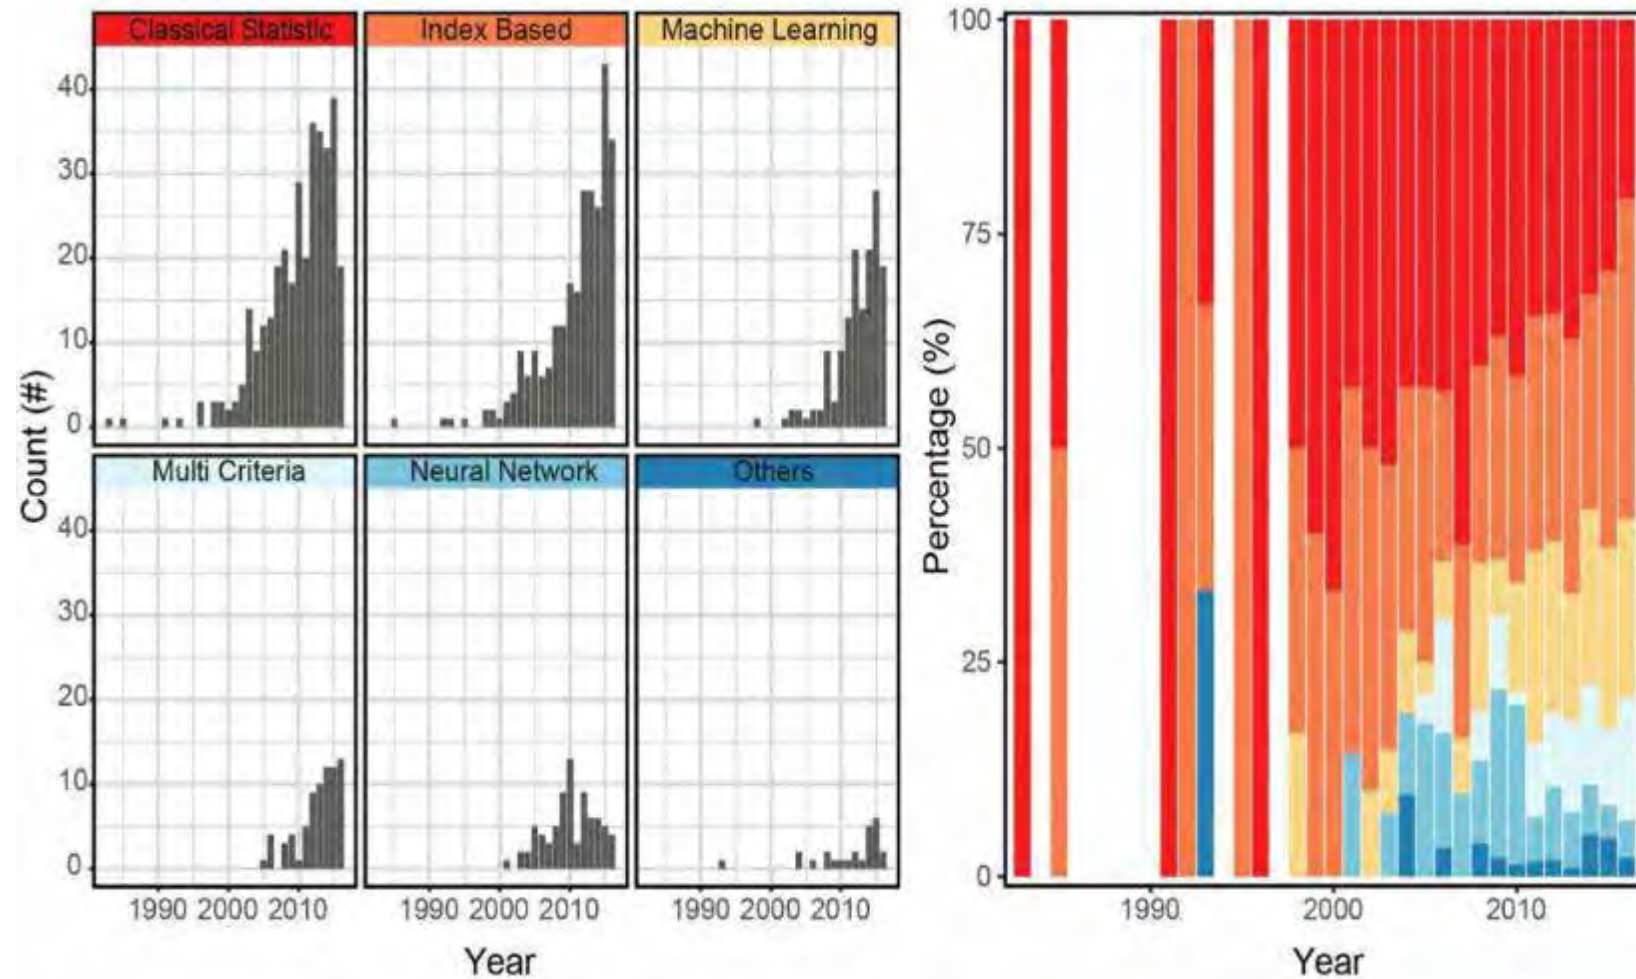 Classical Statistic Index Based Machine Learning
40
30
20
10
0
Multi Criteria Neural Network Others
40
30
20
10
0
Count (#)
1990 2000 2010 1990 2000 2010 1990 2000 2010
Year
100
75
50
25
0
Percentage (%)
1990 2000 2010
Year